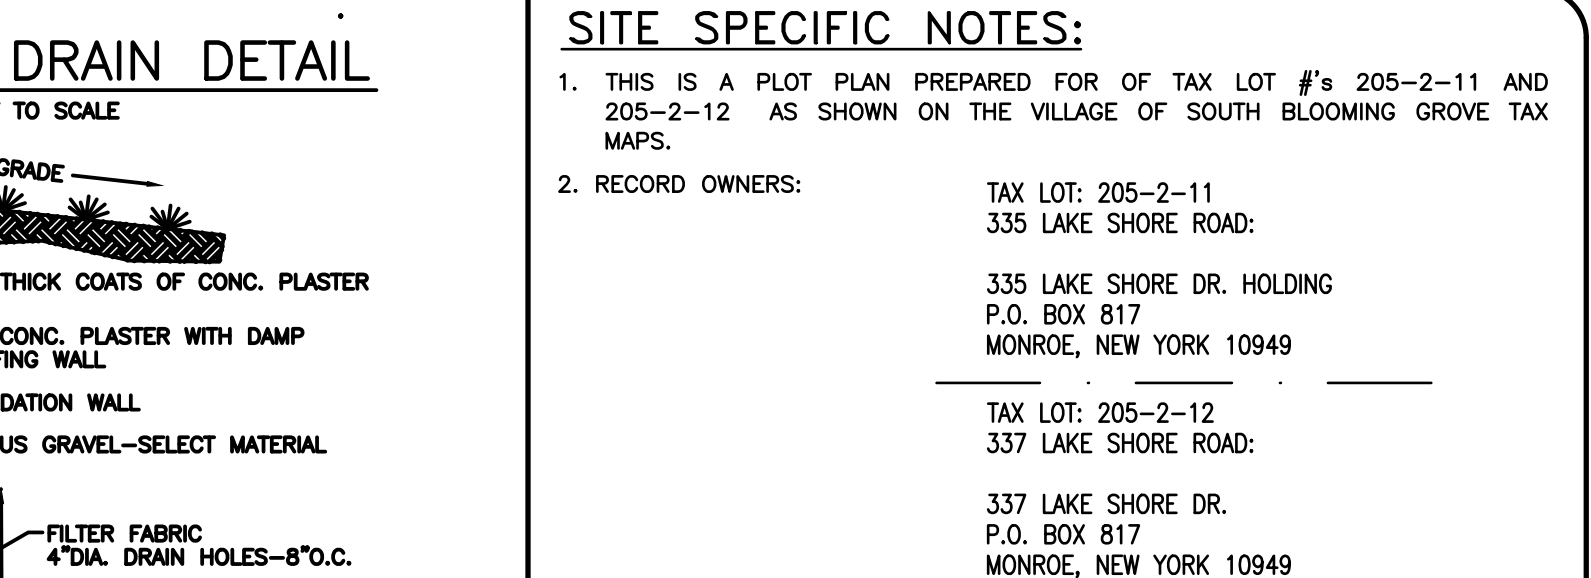 DRAIN DETAIL
TO SCALE
GRADE
THICK COATS OF CONC. PLASTER
CONC. PLASTER WITH DAMP
WALL
WALL
GRAVEL-SELECT MATERIAL
FILTER FABRIC
4"DIA. DRAIN HOLES-8"O.C.
SITE SPECIFIC NOTES:
1. THIS IS A PLOT PLAN PREPARED FOR OF TAX LOT #'s 205-2-11 AND
205-2-12 AS SHOWN ON THE VILLAGE OF SOUTH BLOOMING GROVE TAX
MAPS.
2. RECORD OWNERS:
TAX LOT: 205-2-11
335 LAKE SHORE ROAD:
335 LAKE SHORE DR. HOLDING
P.O. BOX 817
MONROE, NEW YORK 10949
TAX LOT: 205-2-12
337 LAKE SHORE ROAD:
337 LAKE SHORE DR.
P.O. BOX 817
MONROE, NEW YORK 10949